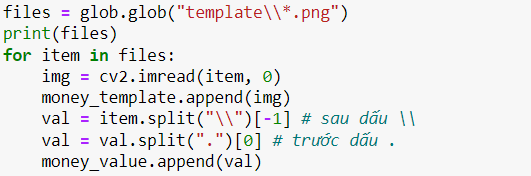 files = glob.glob("template\\*.png")
print(files)
for item in files:
    img = cv2.imread(item, 0)
    money_template.append(img)
    val = item.split("\\")[-1] # sau dấu \\
    val = val.split(".")[0] # trước dấu .
    money_value.append(val)